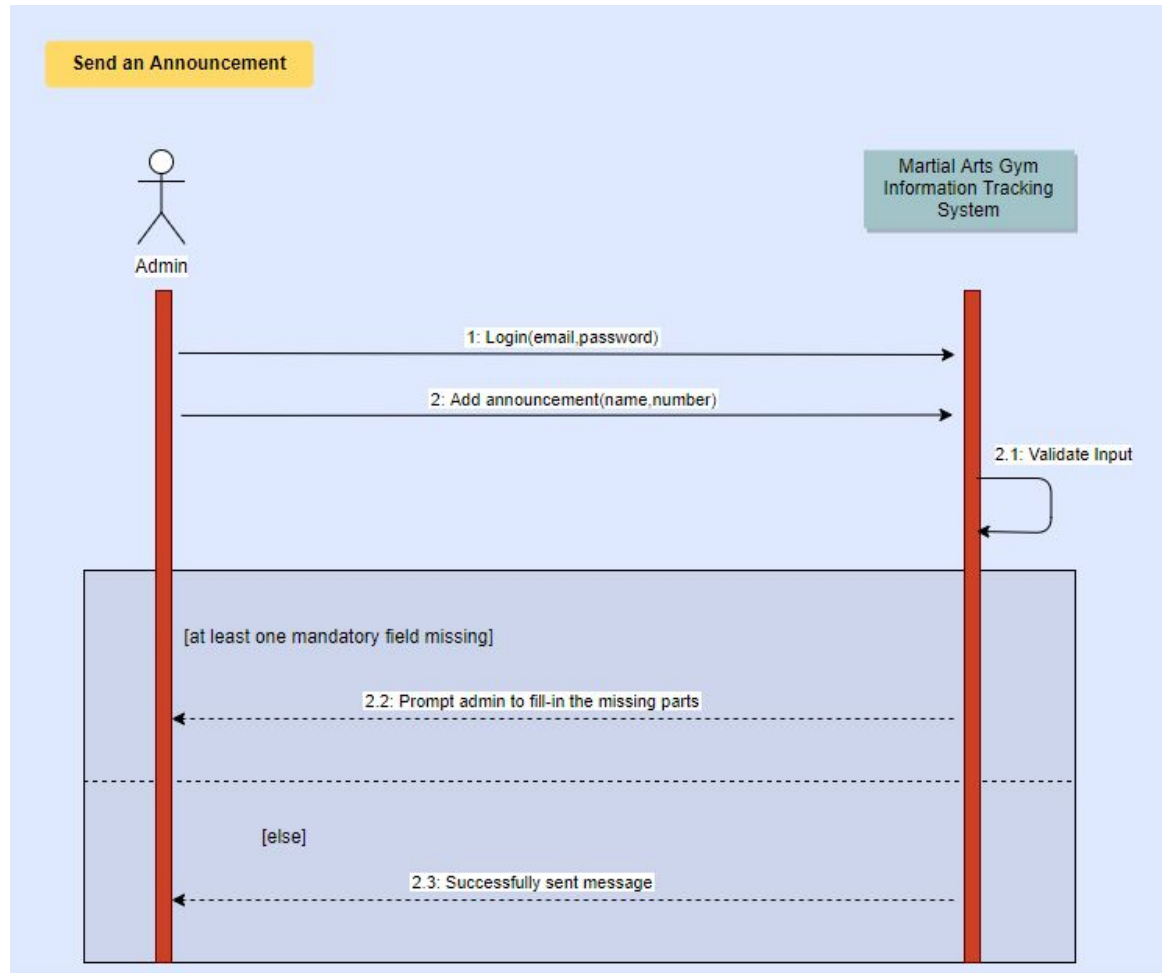 Send an Announcement
Martial Arts Gym
Information Tracking
System
Admin
1: Login(email,password)
2: Add announcement(name,number)
2.1: Validate Input
[at least one mandatory field missing]
2.2: Prompt admin to fill-in the missing parts
[else]
2.3: Successfully sent message